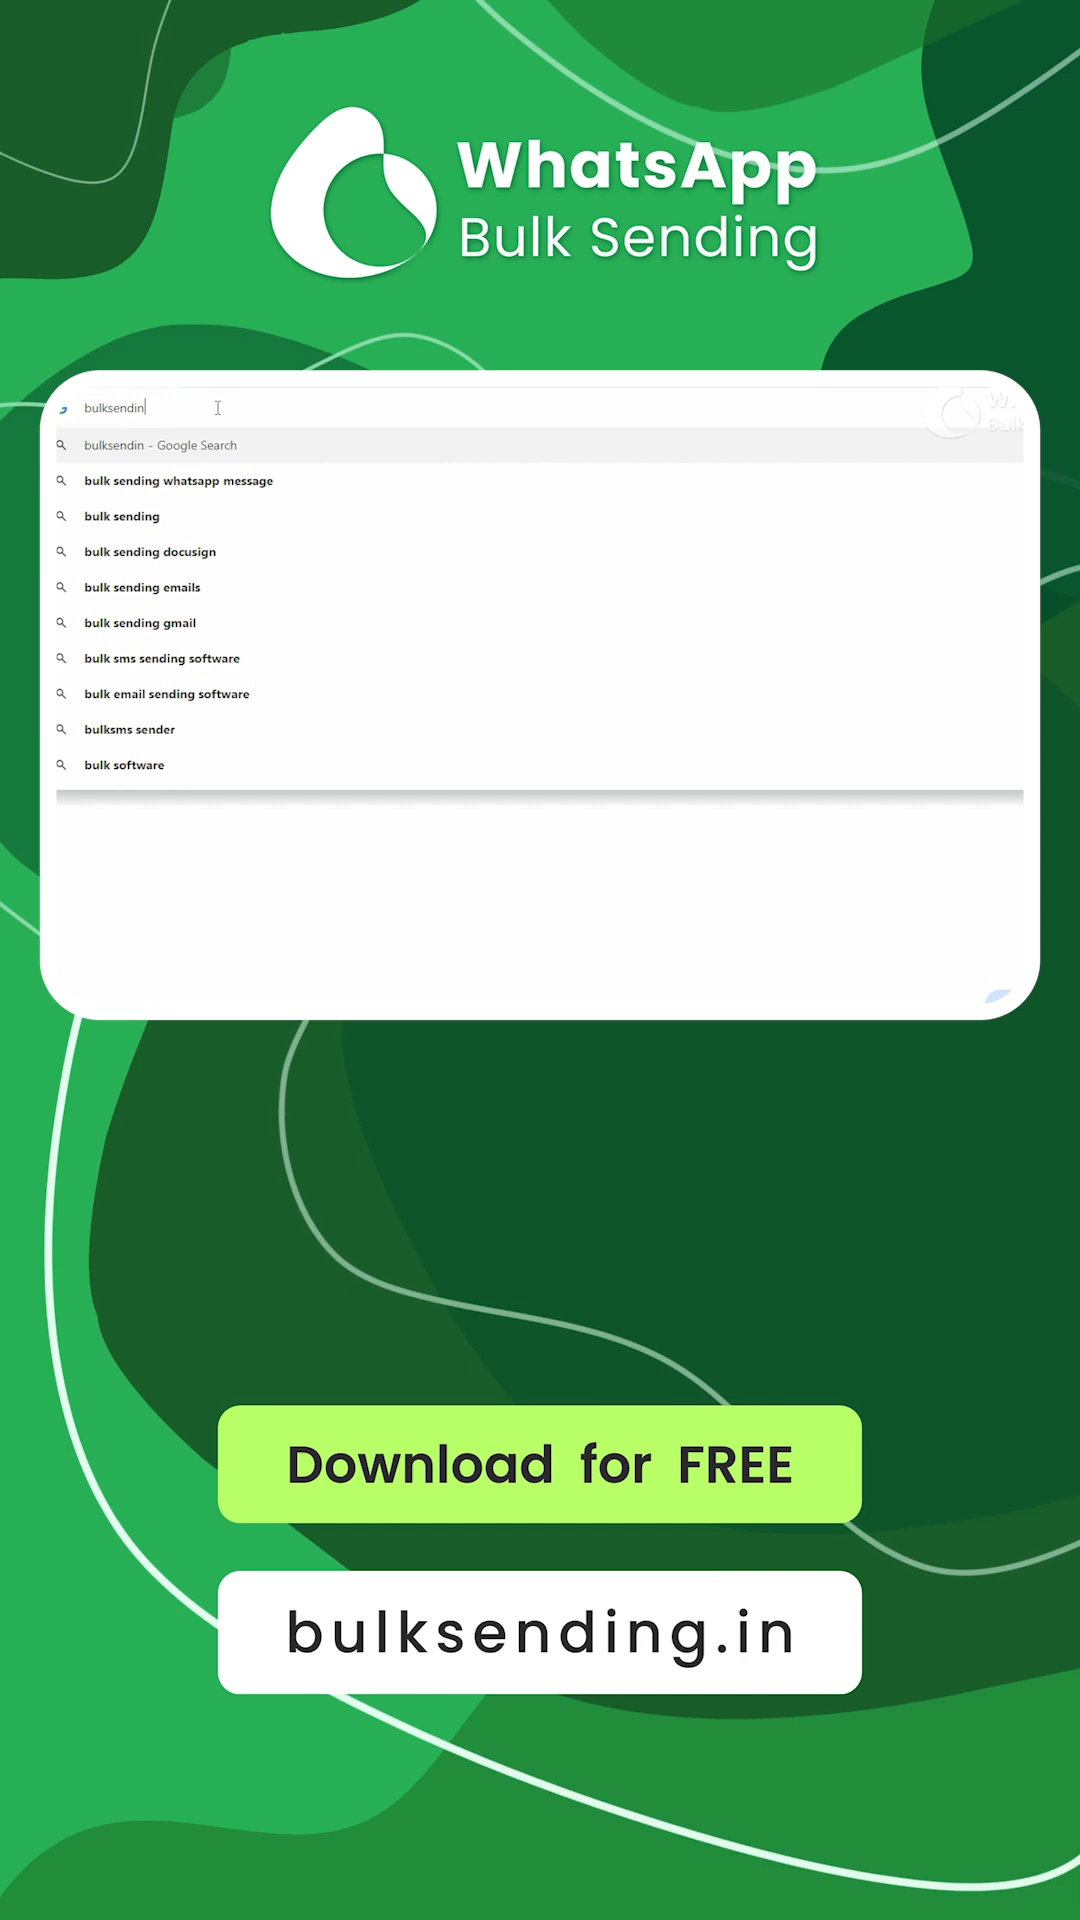 WhatsApp
Bulk Sending
bulksendin
bulksendin - Google Search
bulk sending whatsapp message
bulk sending
bulk sending docusign
bulk sending emails
bulk sending gmail
bulk sms sending software
bulk email sending software
bulksms sender
bulk software
Download for FREE
bulksending.in